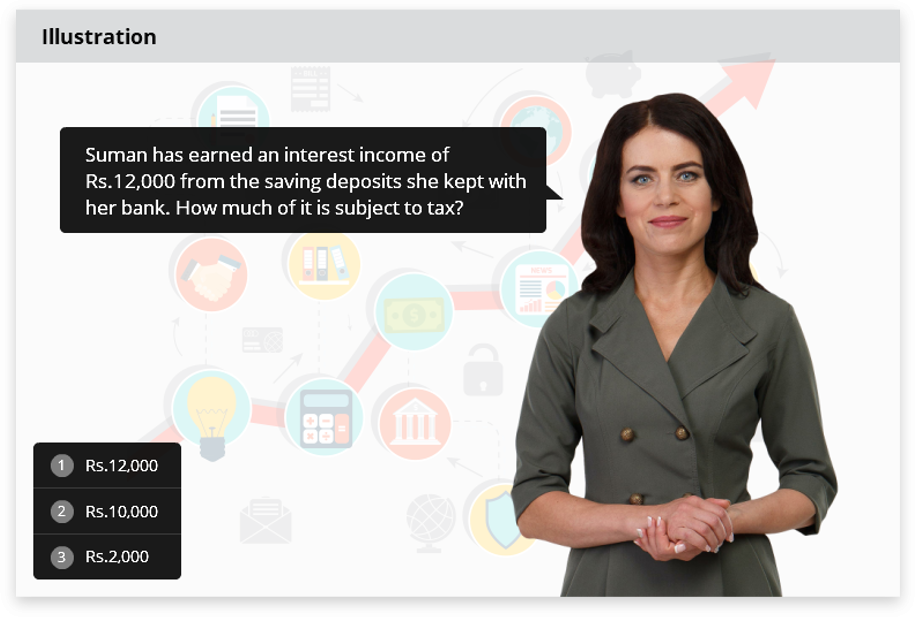 Illustration
Suman has earned an interest income of
Rs.12,000 from the saving deposits she kept with
her bank. How much of it is subject to tax?
NEWS
1 Rs.12,000
2 Rs.10,000
3 Rs.2,000